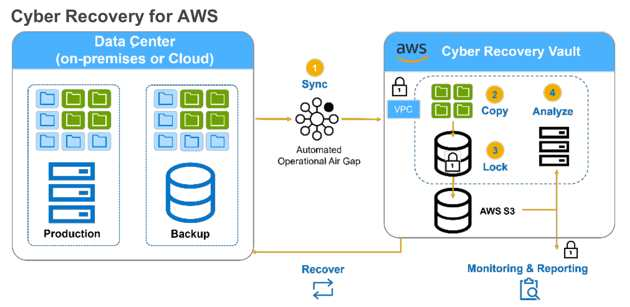 Cyber Recovery for AWS
Data Center
(on-premises or Cloud)
Production
Backup
1
Sync
Automated
Operational Air Gap
aws
Cyber Recovery Vault
VPC
2
Copy
4
Analyze
3
Lock
AWS S3
Recover
Monitoring & Reporting